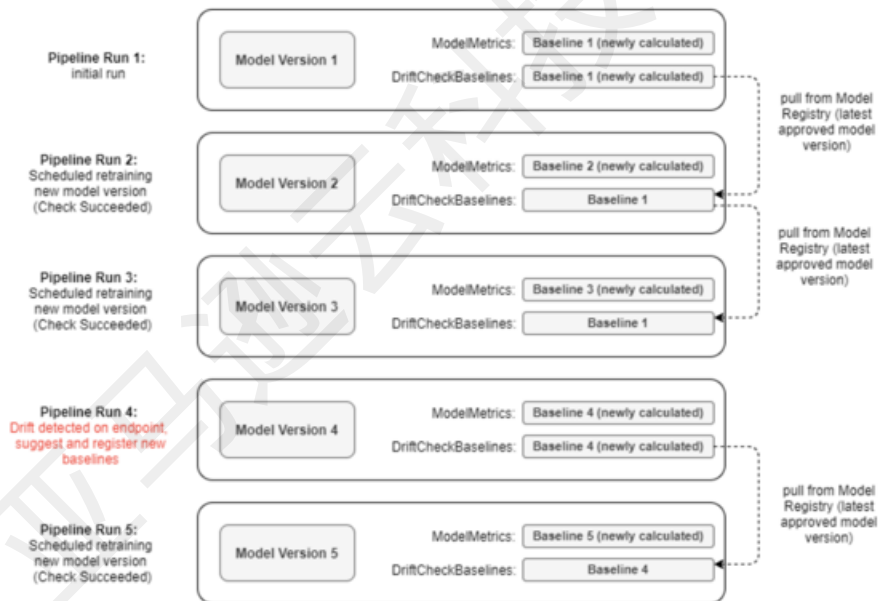 Pipeline Run 1:
initial run
Model Version 1
ModelMetrics:
Baseline 1 (newly calculated)
DriftCheckBaselines:
Baseline 1 (newly calculated)
pull from Model
Registry (latest
approved model
version)
Pipeline Run 2:
Scheduled retraining
new model version
(Check Succeeded)
Model Version 2
ModelMetrics:
Baseline 2 (newly calculated)
DriftCheckBaselines:
Baseline 1
pull from Model
Registry (latest
approved model
version)
Pipeline Run 3:
Scheduled retraining
new model version
(Check Succeeded)
Model Version 3
ModelMetrics:
Baseline 3 (newly calculated)
DriftCheckBaselines:
Baseline 1
Pipeline Run 4:
Drift detected on endpoint,
suggest and register new
baselines
Model Version 4
ModelMetrics:
Baseline 4 (newly calculated)
DriftCheckBaselines:
Baseline 4 (newly calculated)
pull from Model
Registry (latest
approved model
version)
Pipeline Run 5:
Scheduled retraining
new model version
(Check Succeeded)
Model Version 5
ModelMetrics:
Baseline 5 (newly calculated)
DriftCheckBaselines:
Baseline 4
亚马逊云科技